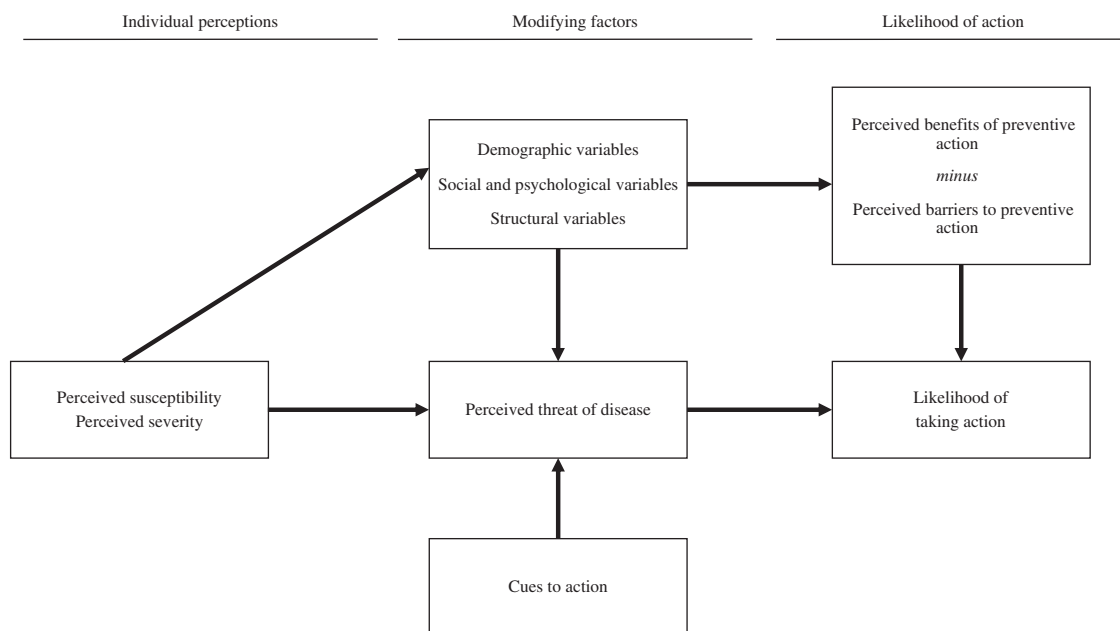 Individual perceptions
Modifying factors
Likelihood of action
Demographic variables
Social and psychological variables
Structural variables
Perceived benefits of preventive
action
minus
Perceived barriers to preventive
action
Perceived susceptibility
Perceived severity
Perceived threat of disease
Likelihood of
taking action
Cues to action